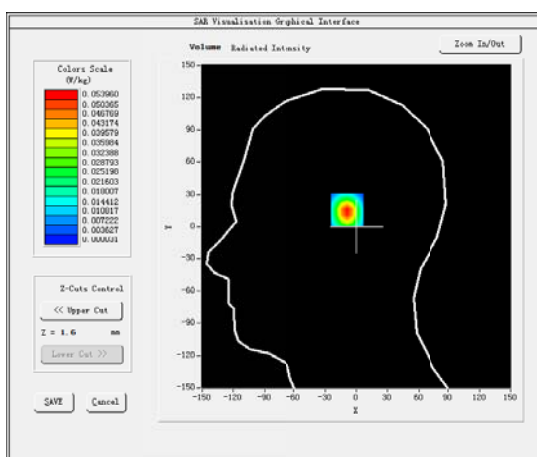 SAR Visualisation Grghical Interface
Volume Radiated Intensity
Zoom In/Out
Colors Scale
(W/kg)
0.053960
0.050365
0.046769
0.043174
0.039579
0.035984
0.032388
0.028793
0.025198
0.021603
0.018007
0.014412
0.010817
0.007222
0.003627
0.000031
Z-Cuts Control
<< Upper Cut
Z = 1.6 mm
Lower Cut >>
SAVE Cancel
150
120
90
60
30
0
-30
-60
-90
-120
-150
Y
-150 -120 -90 -60 -30 0 30 60 90 120 150
X